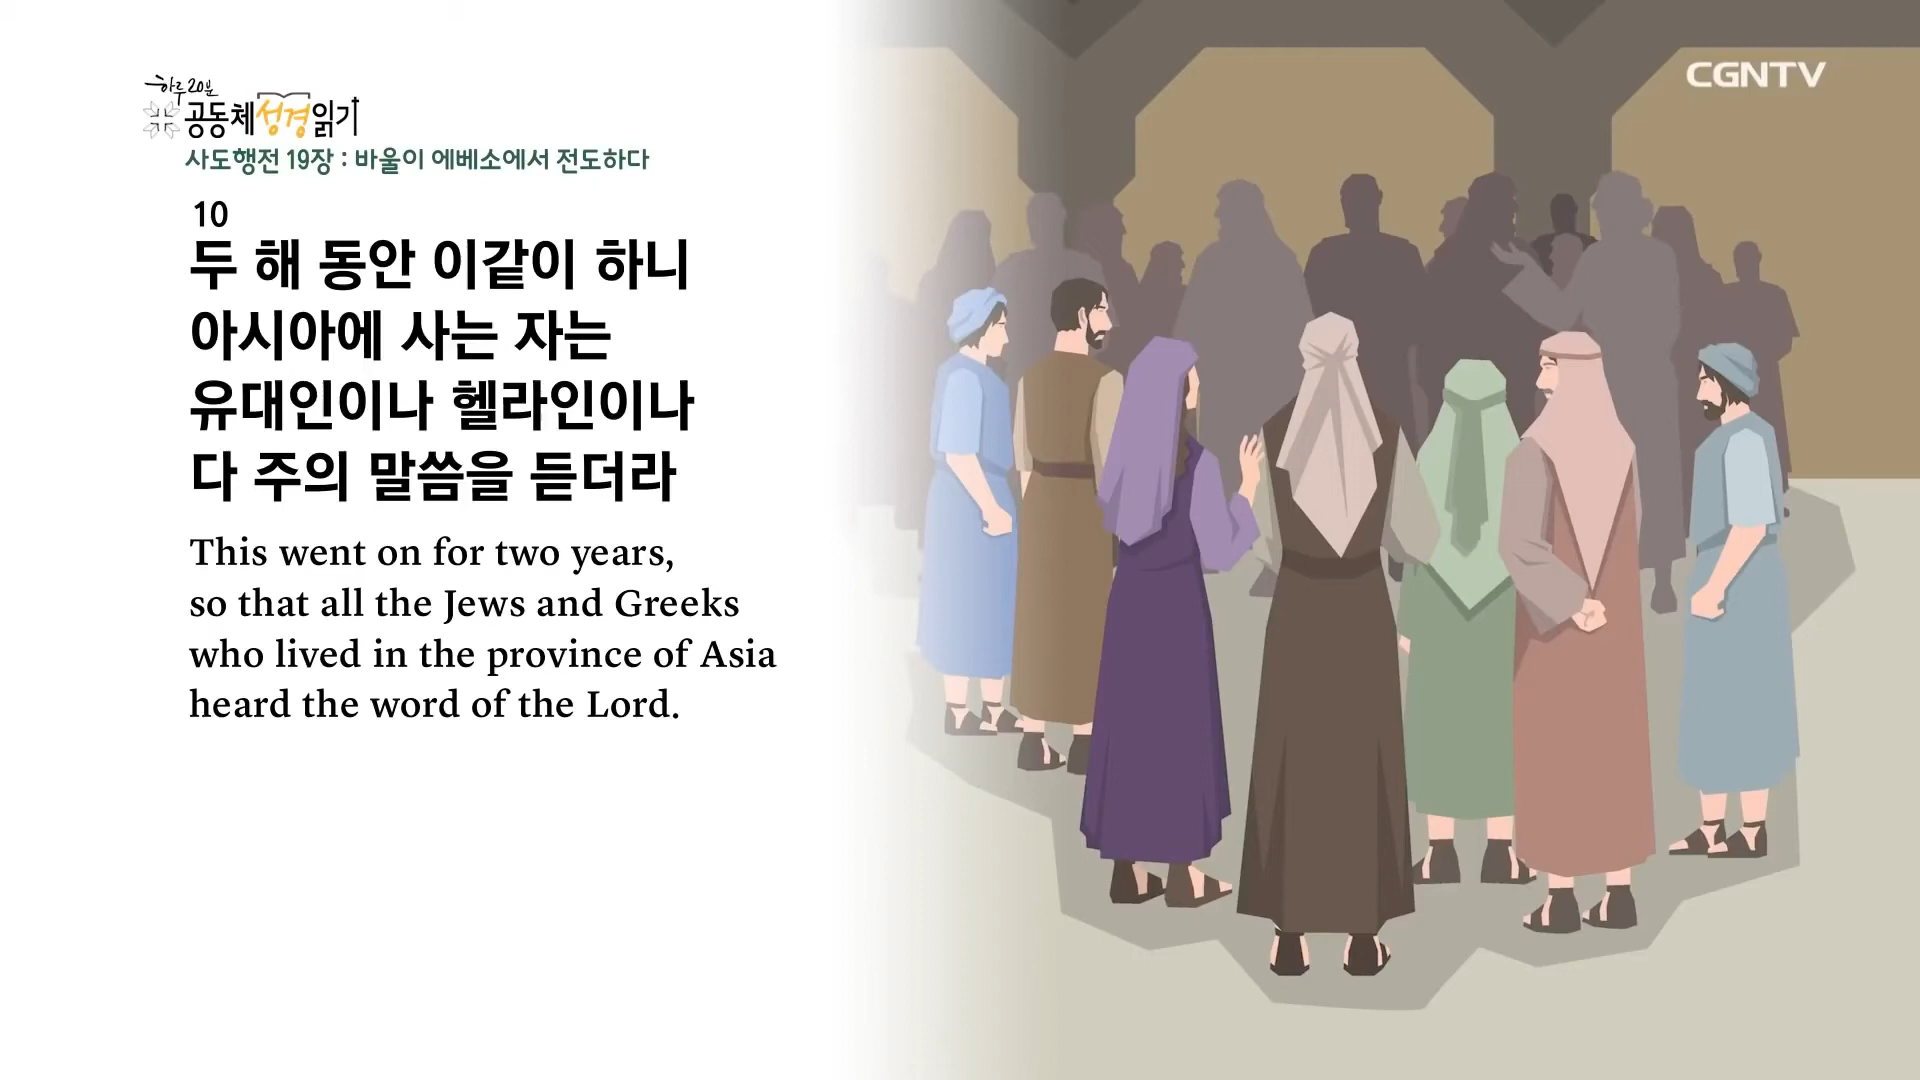 하루 20분
공동체성경읽기
CGNTV
사도행전 19장 : 바울이 에베소에서 전도하다
10
두 해 동안 이같이 하니
아시아에 사는 자는
유대인이나 헬라인이나
다 주의 말씀을 듣더라
This went on for two years,
so that all the Jews and Greeks
who lived in the province of Asia
heard the word of the Lord.